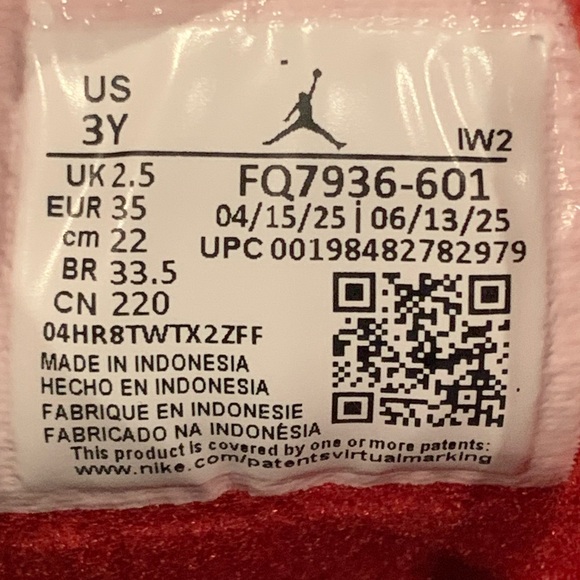 US
3Y
IW2
UK 2.5
EUR 35
cm 22
BR 33.5
CN 220
FQ7936-601
04/15/25 | 06/13/25
UPC 00198482782979
04HR8TWTX2ZFF
MADE IN INDONESIA
HECHO EN INDONESIA
FABRIQUE EN INDONESIE
FABRICADO NA INDONÉSIA
This product is covered by one or more patents:
www.nike.com/patentsvirtualmarking